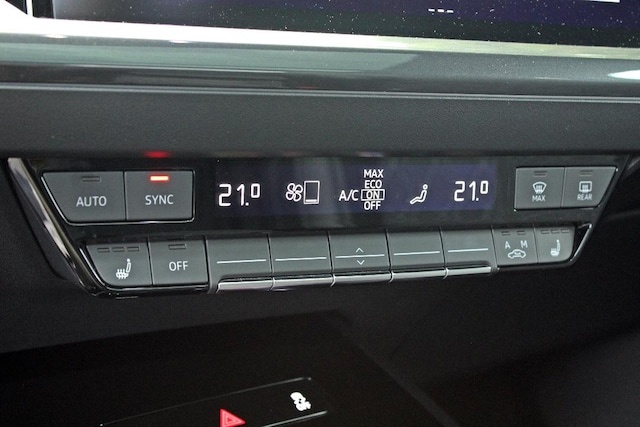 AUTO
SYNC
21.0
A/C
MAX
ECO
ON
OFF
21.0
MAX
REAR
OFF
A M